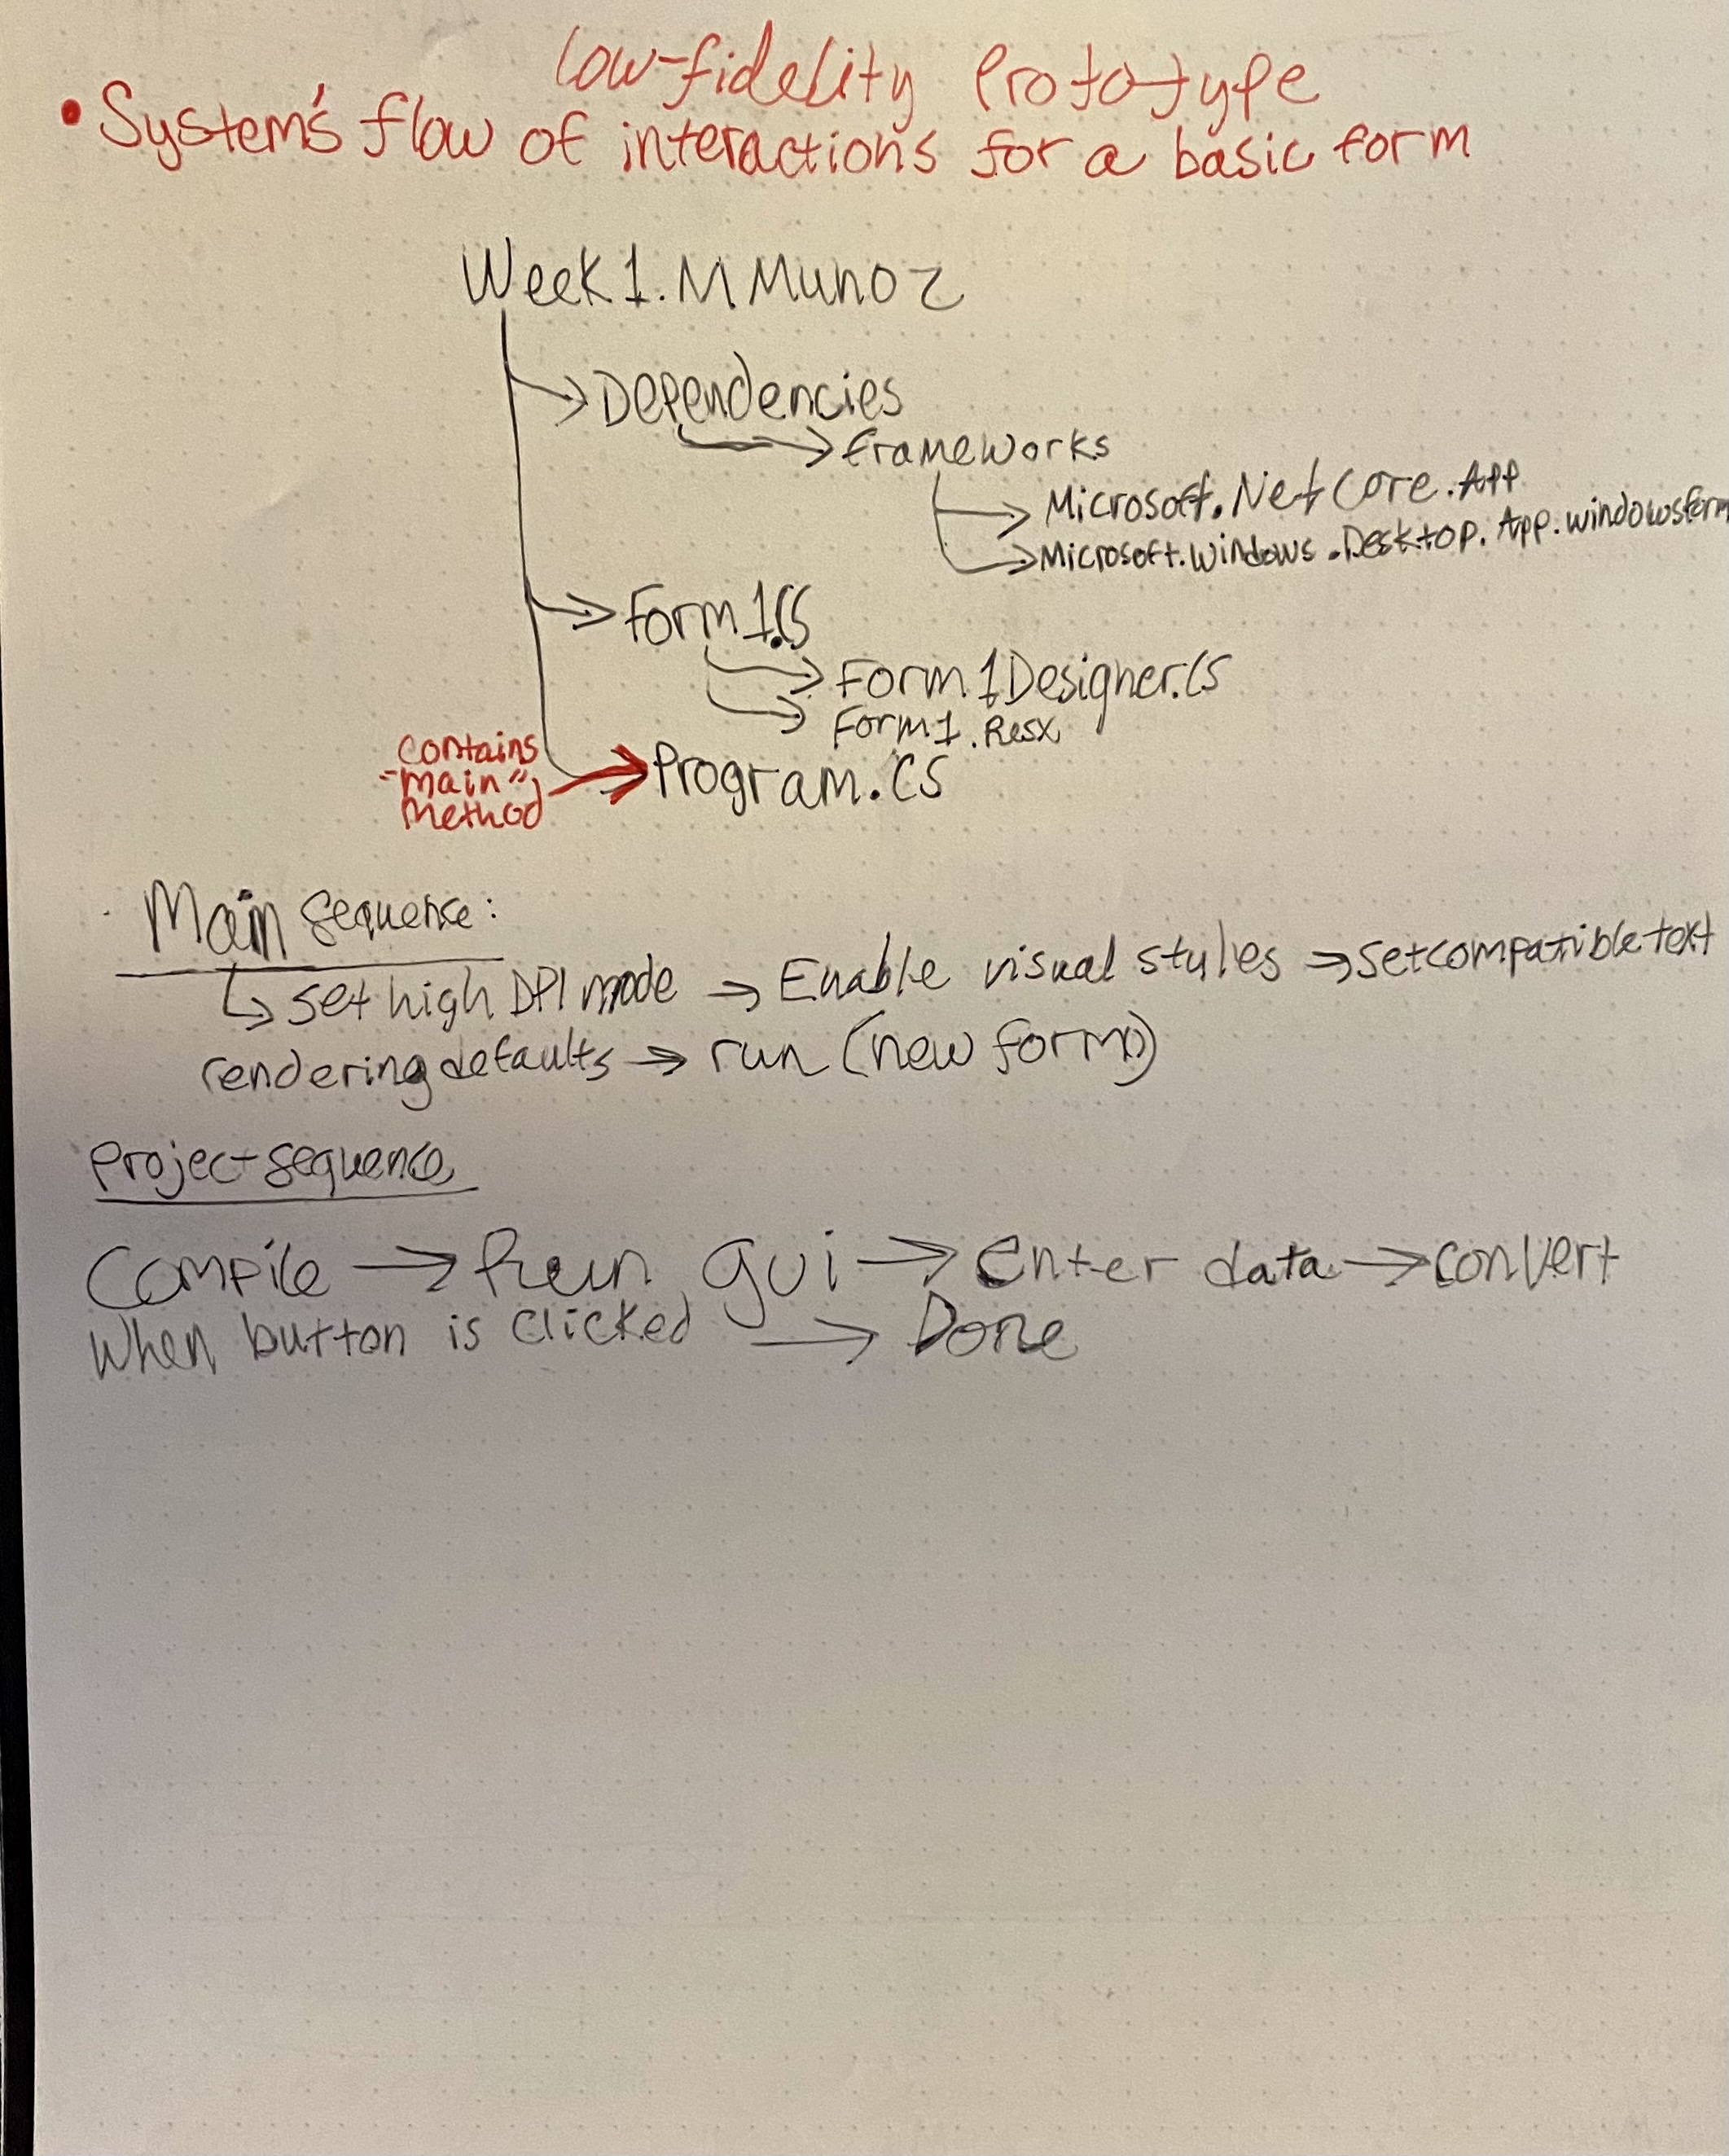 low-fidelity Prototype
• System's flow of interactions for a basic form
Week1.MMunoz
Dependencies
frameworks
Microsoft.NetCore.App
Microsoft.Windows.Desktop.App.windowsform
Form1.CS
Form1Designer.CS
Form1.Resx
contains
"main"
method
Program.CS
Main sequence:
set high DPI mode → Enable visual styles → setcompatibletext
rendering defaults → run (new form())
Project sequence
Compile → Run gui → Enter data → convert
when button is clicked → Done